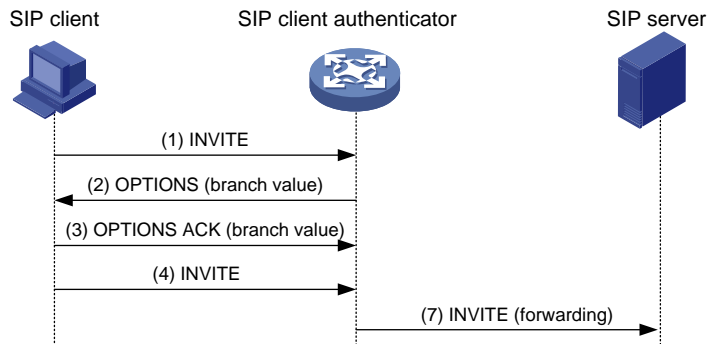 SIP client
SIP client authenticator
SIP server
(1) INVITE
(2) OPTIONS (branch value)
(3) OPTIONS ACK (branch value)
(4) INVITE
(7) INVITE (forwarding)